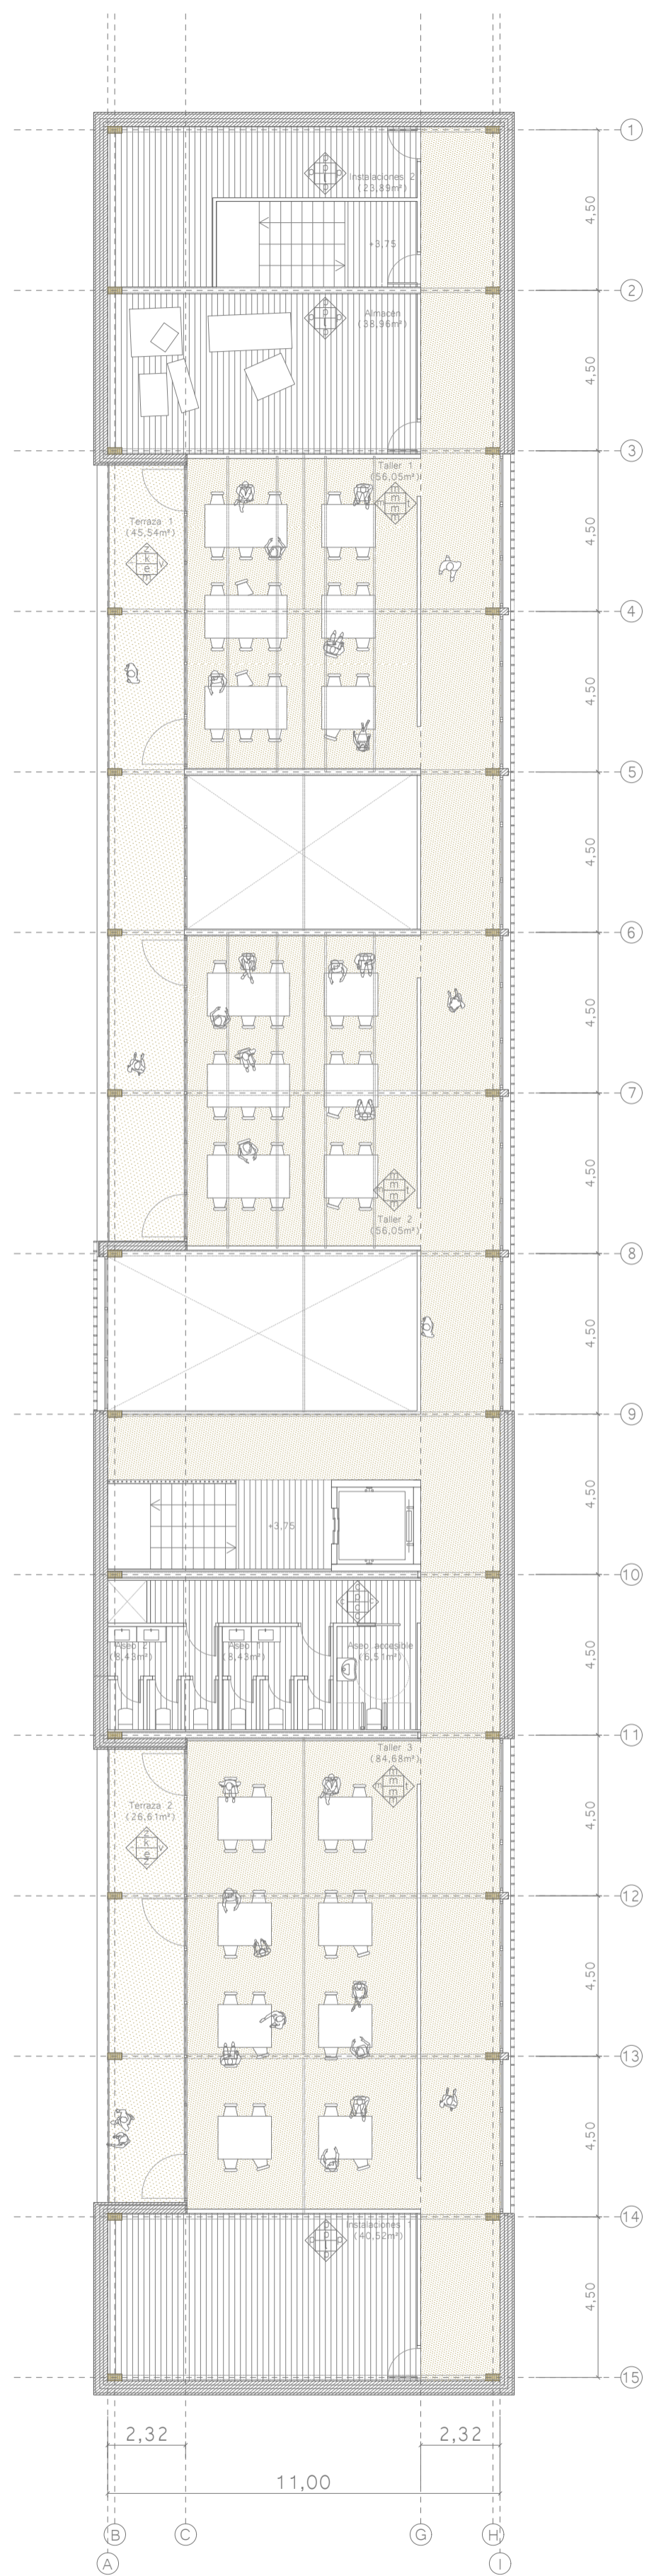 1
Instalaciones 2
(23,89m²)
4,50
+3,75
2
Almacén
(38,96m²)
4,50
3
Taller 1
(56,05m²)
m
m t
m
m
Terraza 1
(45,54m²)
z
k
e
v
m
4,50
4
4,50
5
4,50
6
4,50
7
m
m t
m
m
Taller 2
(56,05m²)
4,50
8
4,50
9
+3,75
4,50
10
Aseo 2
(8,43m²)
Aseo 1
(8,43m²)
Aseo accesible
(6,51m²)
4,50
11
Taller 3
(84,68m²)
m
m t
m
m
Terraza 2
(26,61m²)
z
k
e
v
z
4,50
12
4,50
13
4,50
14
Instalaciones 1
(40,52m²)
4,50
15
2,32
2,32
11,00
B
C
G
H
A
I